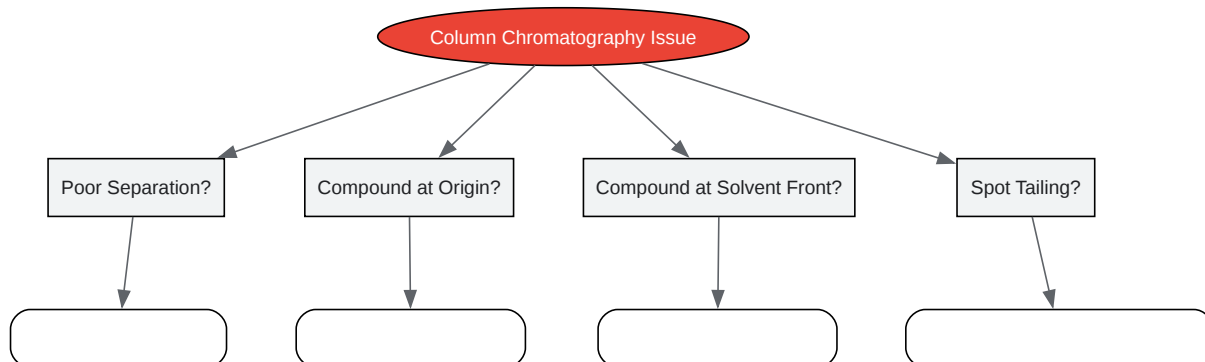 Column Chromatography Issue
Poor Separation?
Compound at Origin?
Compound at Solvent Front?
Spot Tailing?